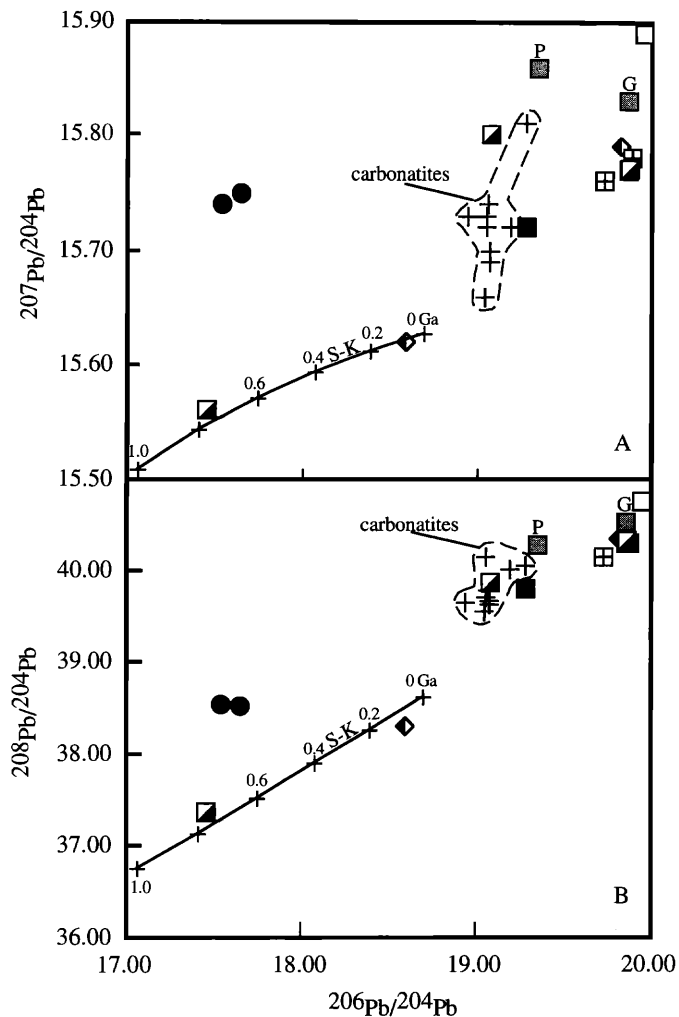 15.90
P
G
15.80
carbonatites
15.70
207Pb/204Pb
0 Ga
0.2
S-K
0.4
15.60
0.6
1.0
A
15.50
carbonatites
P
G
40.00
39.00
0 Ga
208Pb/204Pb
0.2
S-K
0.4
38.00
0.6
37.00
1.0
B
36.00
17.00 18.00 19.00 20.00
206Pb/204Pb